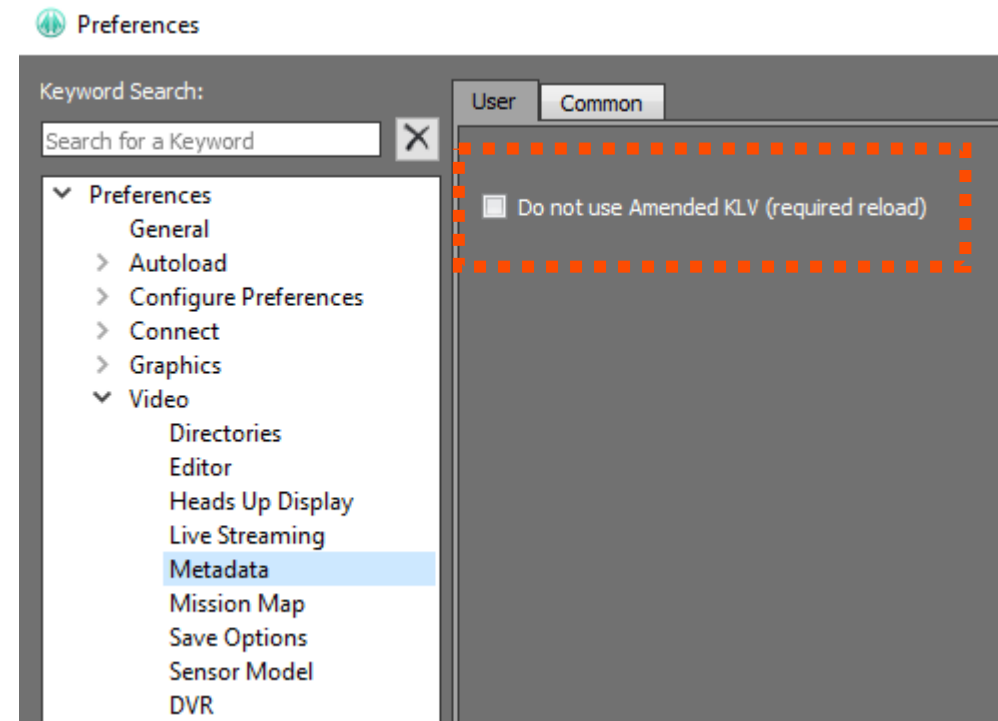 Preferences
Keyword Search:
Search for a Keyword
Preferences
General
Autoload
Configure Preferences
Connect
Graphics
Video
Directories
Editor
Heads Up Display
Live Streaming
Metadata
Mission Map
Save Options
Sensor Model
DVR
User
Common
Do not use Amended KLV (required reload)